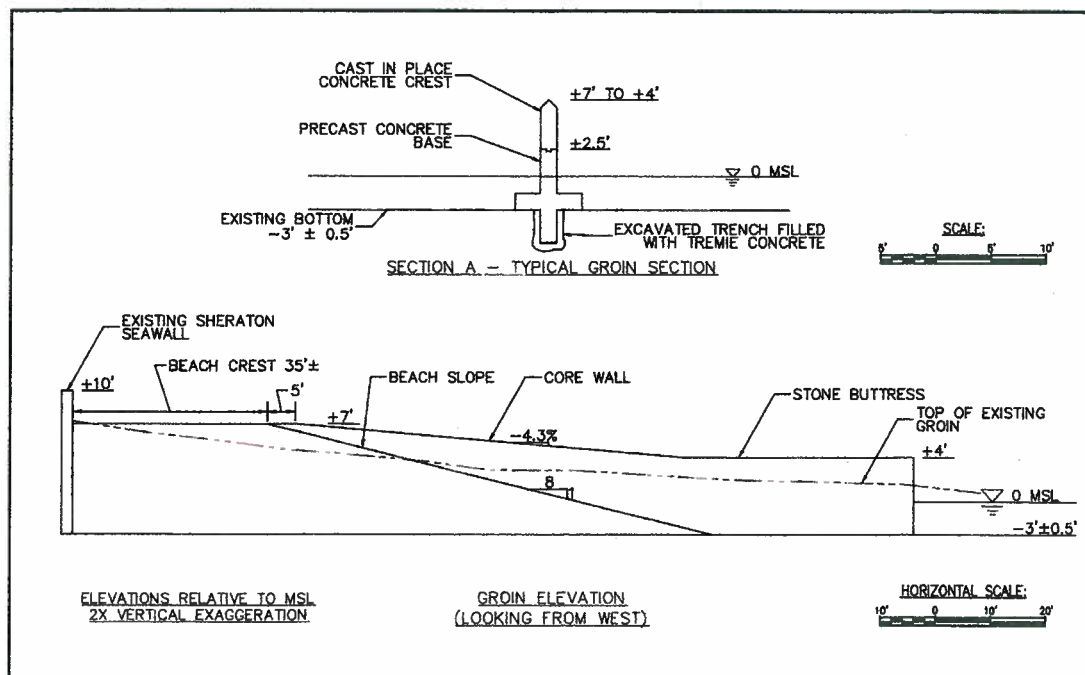 CAST IN PLACE
CONCRETE CREST
+7' TO +4'
PRECAST CONCRETE
BASE
+2.5'
0 MSL
EXISTING BOTTOM
-3' ± 0.5'
EXCAVATED TRENCH FILLED
WITH TREMIE CONCRETE
SECTION A - TYPICAL GROIN SECTION
SCALE:
5' 0 5' 10'
EXISTING SHERATON
SEAWALL
BEACH CREST 35'±
+10'
5'
BEACH SLOPE
CORE WALL
STONE BUTTRESS
TOP OF EXISTING
GROIN
+7'
-4.3%
+4'
8
1
0 MSL
-3'±0.5'
ELEVATIONS RELATIVE TO MSL
2X VERTICAL EXAGGERATION
GROIN ELEVATION
(LOOKING FROM WEST)
HORIZONTAL SCALE:
10' 0 10' 20'